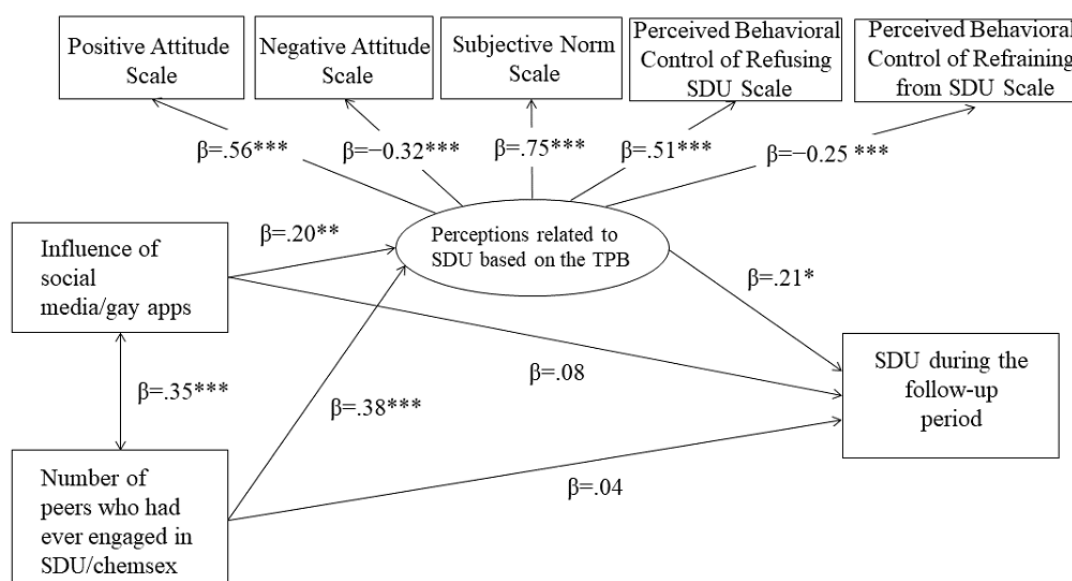 Positive Attitude
Scale
Negative Attitude
Scale
Subjective Norm
Scale
Perceived Behavioral
Control of Refusing
SDU Scale
Perceived Behavioral
Control of Refraining
from SDU Scale
β=.56***
β=−0.32***
β=.75***
β=.51***
β=−0.25 ***
Influence of
social
media/gay apps
β=.20**
Perceptions related to
SDU based on the TPB
β=.21*
β=.35***
β=.38***
β=.08
SDU during the
follow-up
period
Number of
peers who had
ever engaged in
SDU/chemsex
β=.04